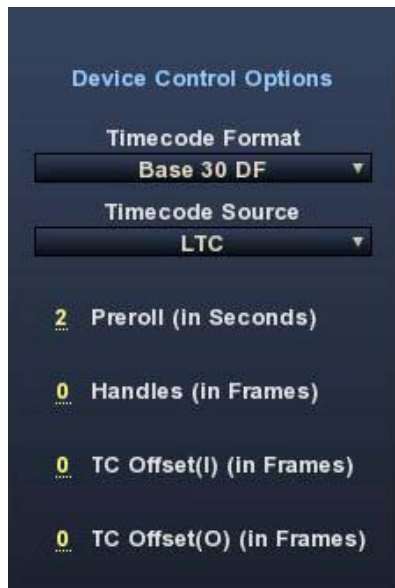 Device Control Options
Timecode Format
Base 30 DF
Timecode Source
LTC
2 Preroll (in Seconds)
0 Handles (in Frames)
0 TC Offset(I) (in Frames)
0 TC Offset(O) (in Frames)